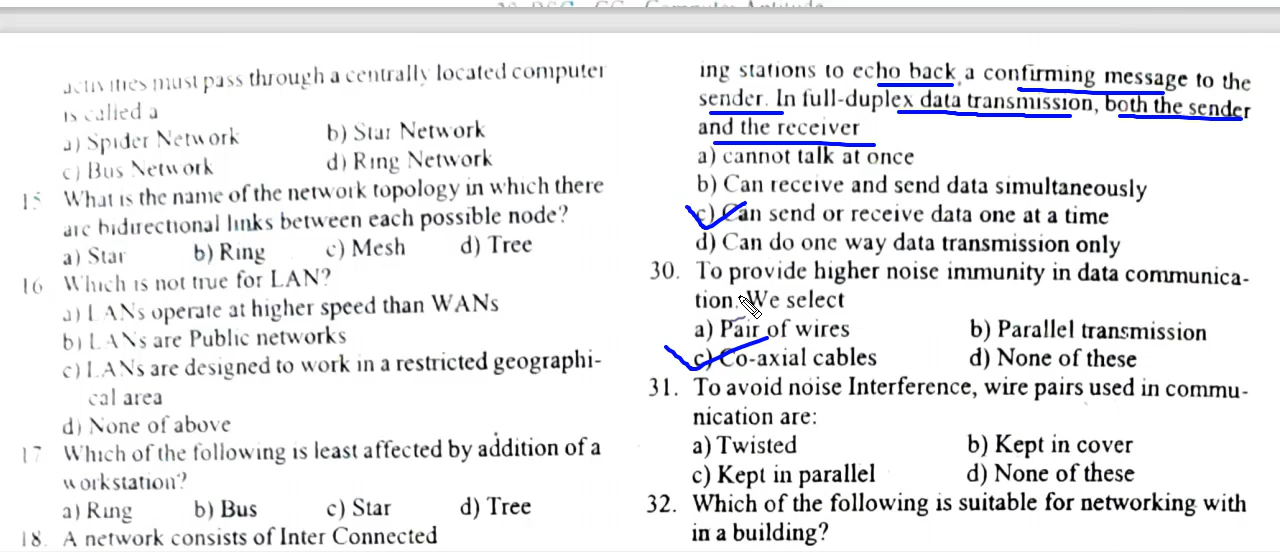 activities must pass through a centrally located computer
is called a
a) Spider Network b) Star Network
c) Bus Network d) Ring Network
15 What is the name of the network topology in which there
are bidirectional links between each possible node?
a) Star b) Ring c) Mesh d) Tree
16 Which is not true for LAN?
a) LANs operate at higher speed than WANs
b) LANs are Public networks
c) LANs are designed to work in a restricted geographi-
cal area
d) None of above
17 Which of the following is least affected by addition of a
workstation?
a) Ring b) Bus c) Star d) Tree
18. A network consists of Inter Connected
ing stations to echo back a confirming message to the
sender. In full-duplex data transmission, both the sender
and the receiver
a) cannot talk at once
b) Can receive and send data simultaneously
c) Can send or receive data one at a time
d) Can do one way data transmission only
30. To provide higher noise immunity in data communica-
tion. We select
a) Pair of wires b) Parallel transmission
c) Co-axial cables d) None of these
31. To avoid noise Interference, wire pairs used in commu-
nication are:
a) Twisted b) Kept in cover
c) Kept in parallel d) None of these
32. Which of the following is suitable for networking with
in a building?